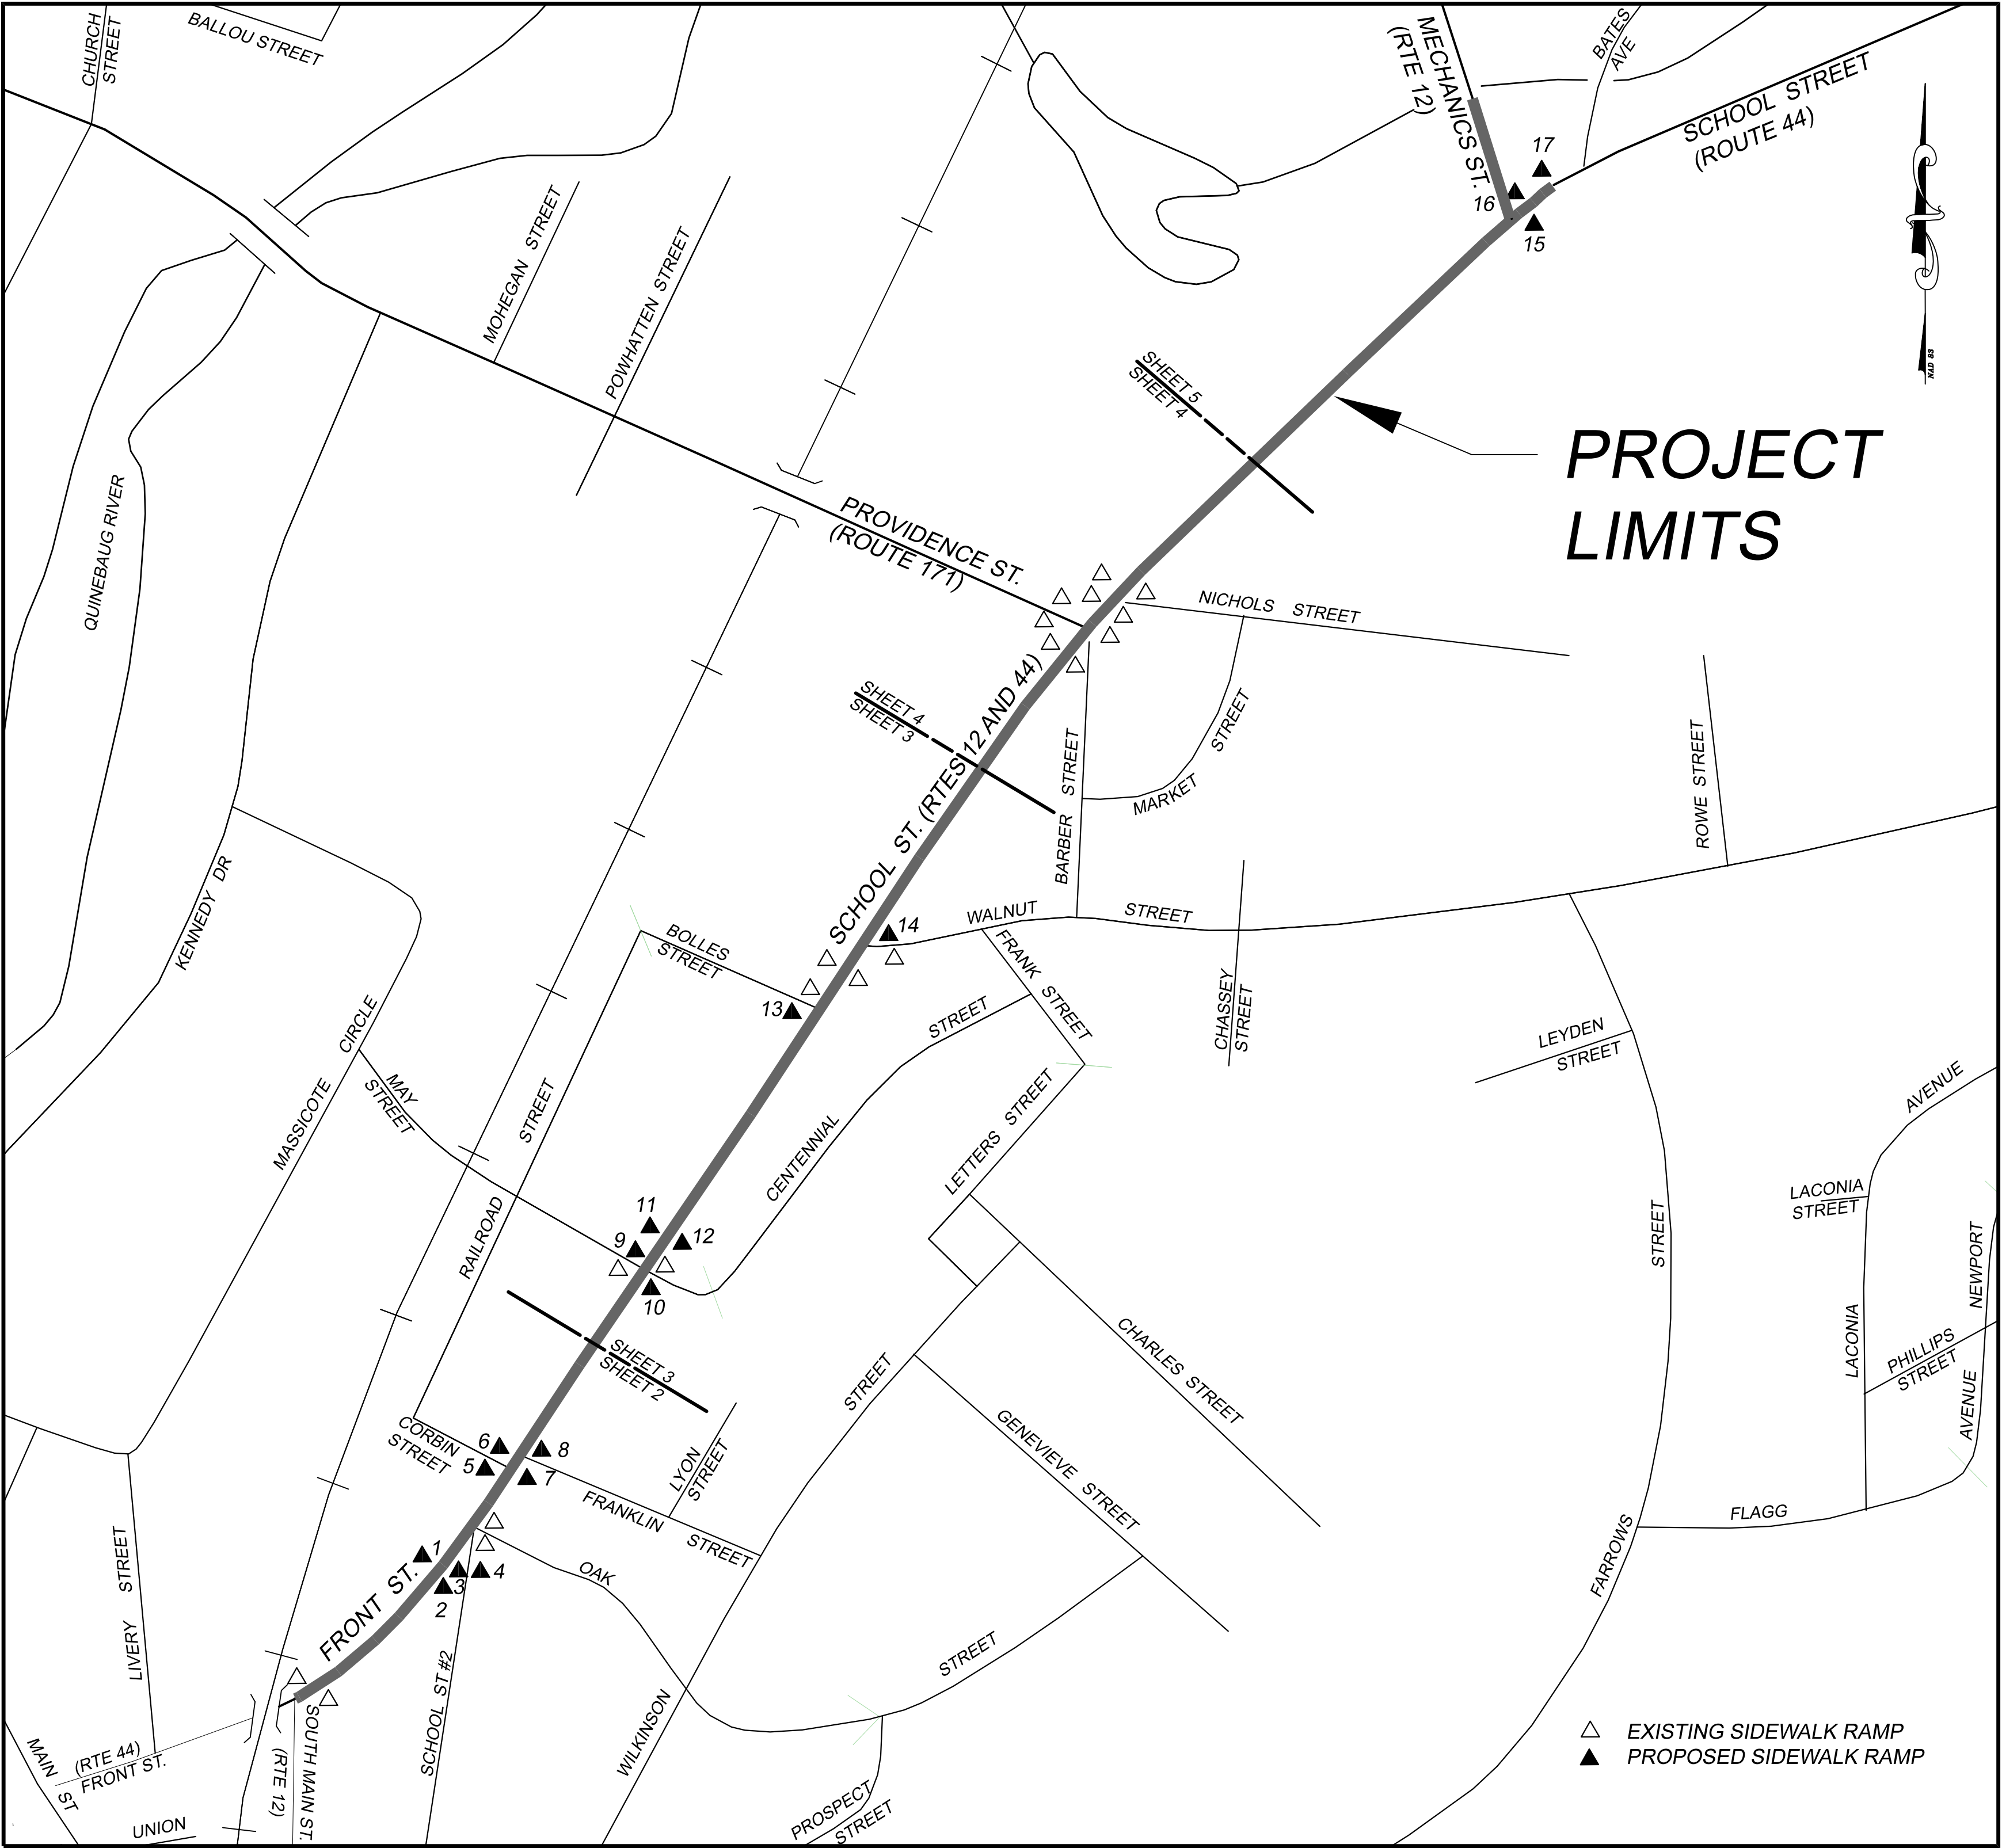 CHURCH
STREET
BALLOU STREET
MECHANICS ST.
(RTE 12)
BATES
AVE
SCHOOL STREET
(ROUTE 44)
17
16
15
NAD 83
MOHEGAN STREET
POWHATTEN STREET
SHEET 5
SHEET 4
PROJECT
LIMITS
QUINEBAUG RIVER
PROVIDENCE ST.
(ROUTE 171)
NICHOLS STREET
SHEET 4
SHEET 3
SCHOOL ST. (RTES 12 AND 44)
BARBER STREET
MARKET STREET
ROWE STREET
KENNEDY DR
BOLLES
STREET
14
WALNUT STREET
13
FRANK STREET
CHASSEY
STREET
LEYDEN
STREET
MASSICOTE CIRCLE
MAY
STREET
RAILROAD STREET
CENTENNIAL STREET
LETTERS STREET
AVENUE
LACONIA
STREET
11
9
12
10
NEWPORT
AVENUE
LACONIA
PHILLIPS
STREET
SHEET 3
SHEET 2
CHARLES STREET
GENEVIEVE STREET
CORBIN
STREET
6
5
8
7
LYON
STREET
FRANKLIN STREET
FLAGG
FARROWS STREET
1
2
3
4
FRONT ST.
OAK STREET
LIVERY STREET
SCHOOL ST #2
WILKINSON STREET
MAIN ST
(RTE 44)
FRONT ST.
(RTE 12)
SOUTH MAIN ST.
UNION
PROSPECT
STREET
EXISTING SIDEWALK RAMP
PROPOSED SIDEWALK RAMP